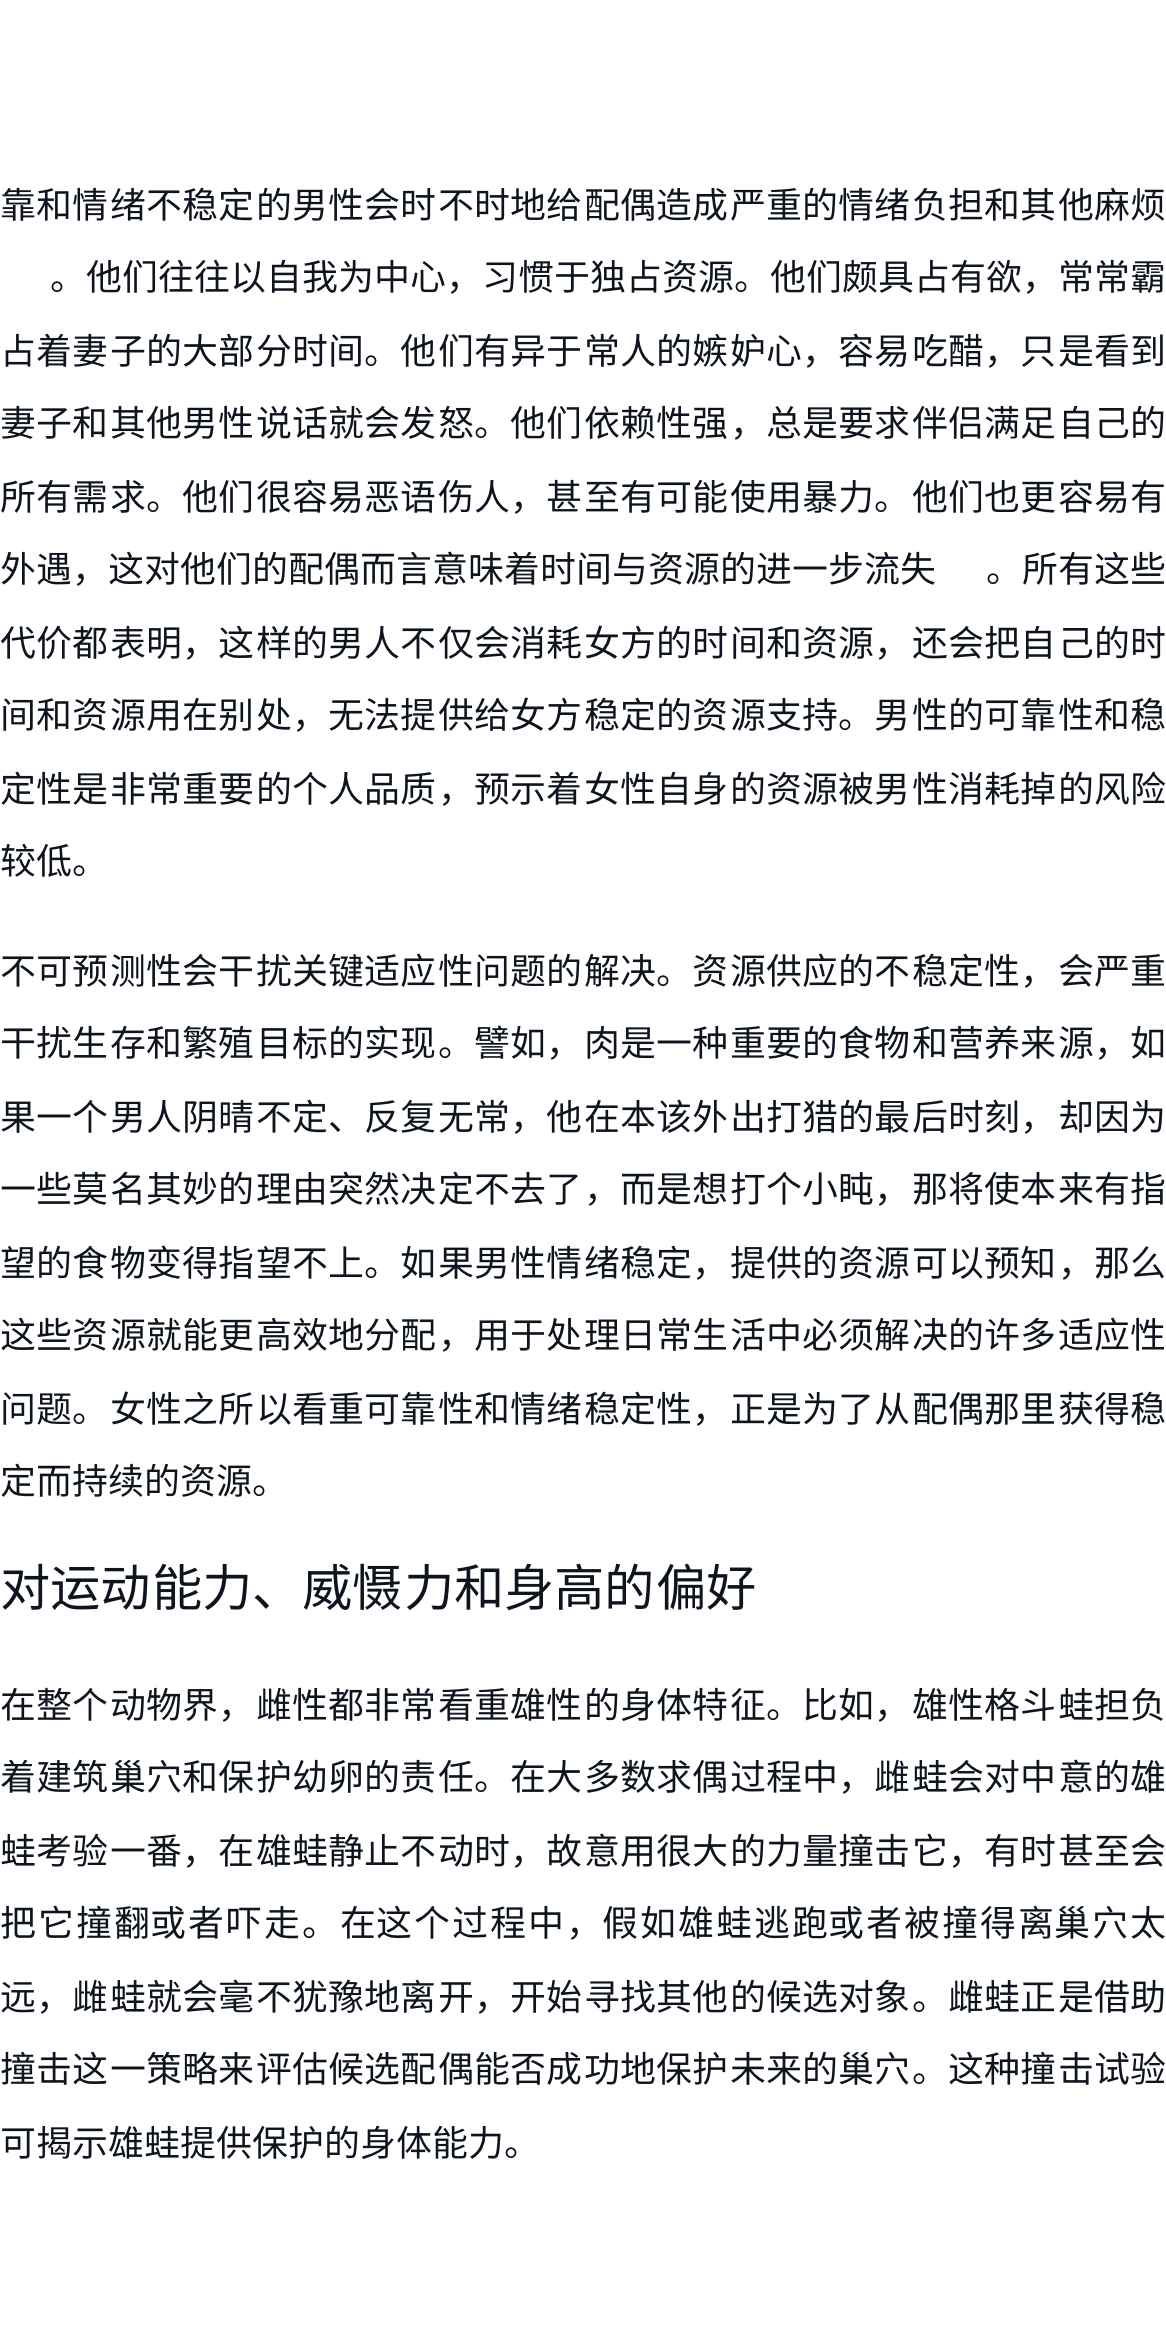 靠和情绪不稳定的男性会时不时地给配偶造成严重的情绪负担和其他麻烦
。他们往往以自我为中心，习惯于独占资源。他们颇具占有欲，常常霸
占着妻子的大部分时间。他们有异于常人的嫉妒心，容易吃醋，只是看到
妻子和其他男性说话就会发怒。他们依赖性强，总是要求伴侣满足自己的
所有需求。他们很容易恶语伤人，甚至有可能使用暴力。他们也更容易有
外遇，这对他们的配偶而言意味着时间与资源的进一步流失 。所有这些
代价都表明，这样的男人不仅会消耗女方的时间和资源，还会把自己的时
间和资源用在别处，无法提供给女方稳定的资源支持。男性的可靠性和稳
定性是非常重要的个人品质，预示着女性自身的资源被男性消耗掉的风险
较低。
不可预测性会干扰关键适应性问题的解决。资源供应的不稳定性，会严重
干扰生存和繁殖目标的实现。譬如，肉是一种重要的食物和营养来源，如
果一个男人阴晴不定、反复无常，他在本该外出打猎的最后时刻，却因为
一些莫名其妙的理由突然决定不去了，而是想打个小盹，那将使本来有指
望的食物变得指望不上。如果男性情绪稳定，提供的资源可以预知，那么
这些资源就能更高效地分配，用于处理日常生活中必须解决的许多适应性
问题。女性之所以看重可靠性和情绪稳定性，正是为了从配偶那里获得稳
定而持续的资源。
对运动能力、威慑力和身高的偏好
在整个动物界，雌性都非常看重雄性的身体特征。比如，雄性格斗蛙担负
着建筑巢穴和保护幼卵的责任。在大多数求偶过程中，雌蛙会对中意的雄
蛙考验一番，在雄蛙静止不动时，故意用很大的力量撞击它，有时甚至会
把它撞翻或者吓走。在这个过程中，假如雄蛙逃跑或者被撞得离巢穴太
远，雌蛙就会毫不犹豫地离开，开始寻找其他的候选对象。雌蛙正是借助
撞击这一策略来评估候选配偶能否成功地保护未来的巢穴。这种撞击试验
可揭示雄蛙提供保护的身体能力。